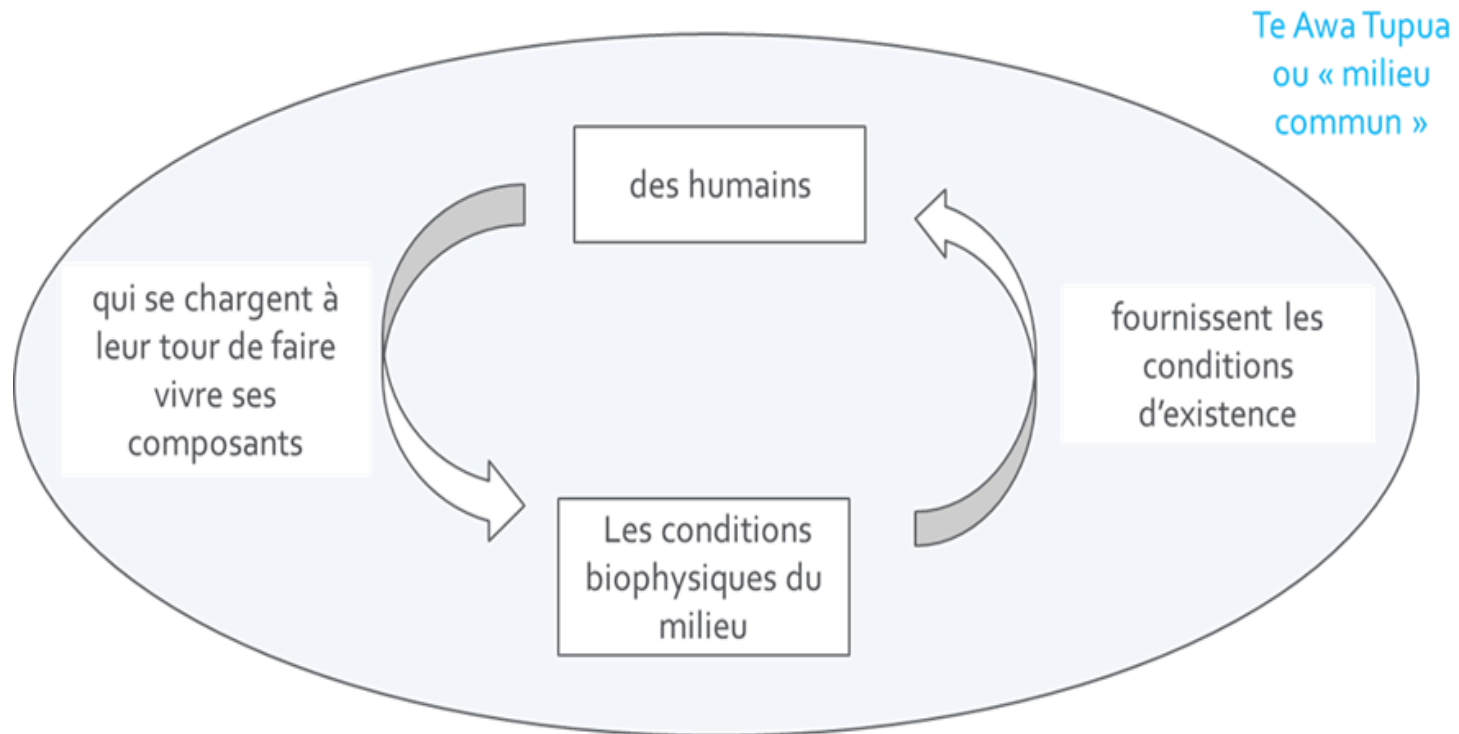 Te Awa Tupua
ou « milieu
commun »
des humains
qui se chargent à
leur tour de faire
vivre ses
composants
fournissent les
conditions
d’existence
Les conditions
biophysiques du
milieu